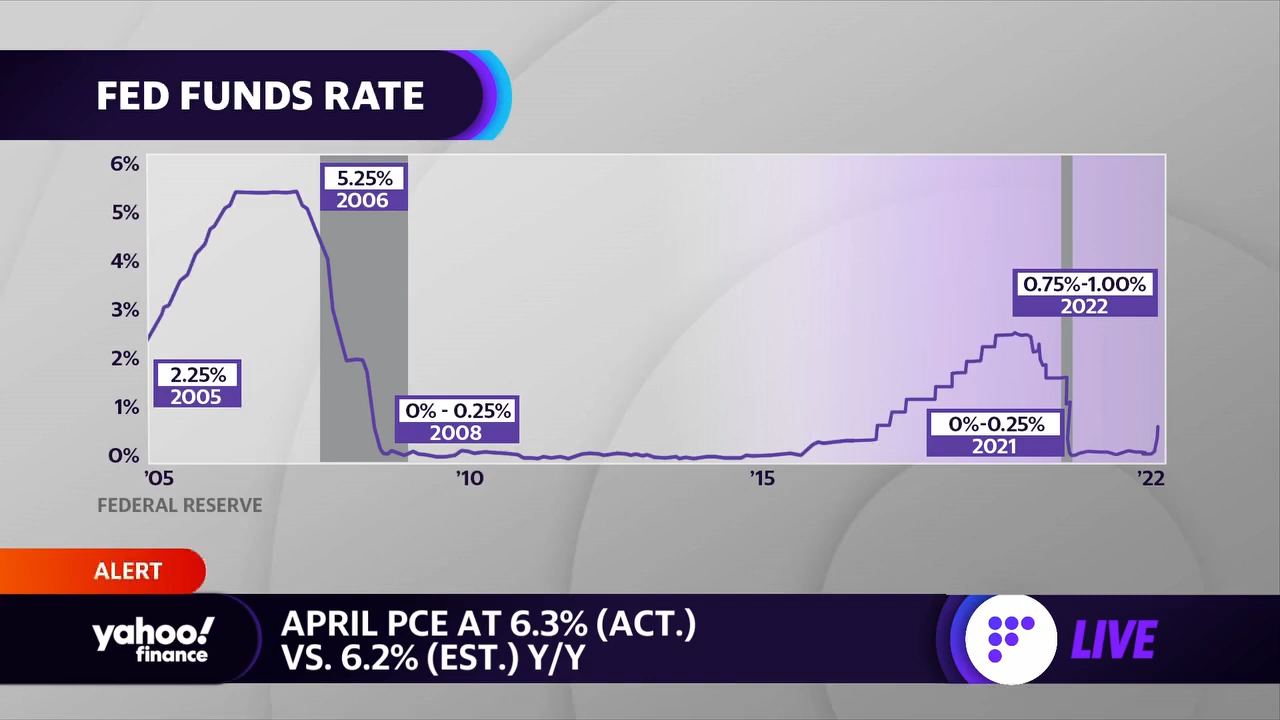 FED FUNDS RATE
6%
5%
4%
3%
2%
1%
0%
5.25%
2006
2.25%
2005
0% - 0.25%
2008
0.75%-1.00%
2022
0%-0.25%
2021
’05
’10
’15
’22
FEDERAL RESERVE
ALERT
yahoo!
finance
APRIL PCE AT 6.3% (ACT.)
VS. 6.2% (EST.) Y/Y
LIVE